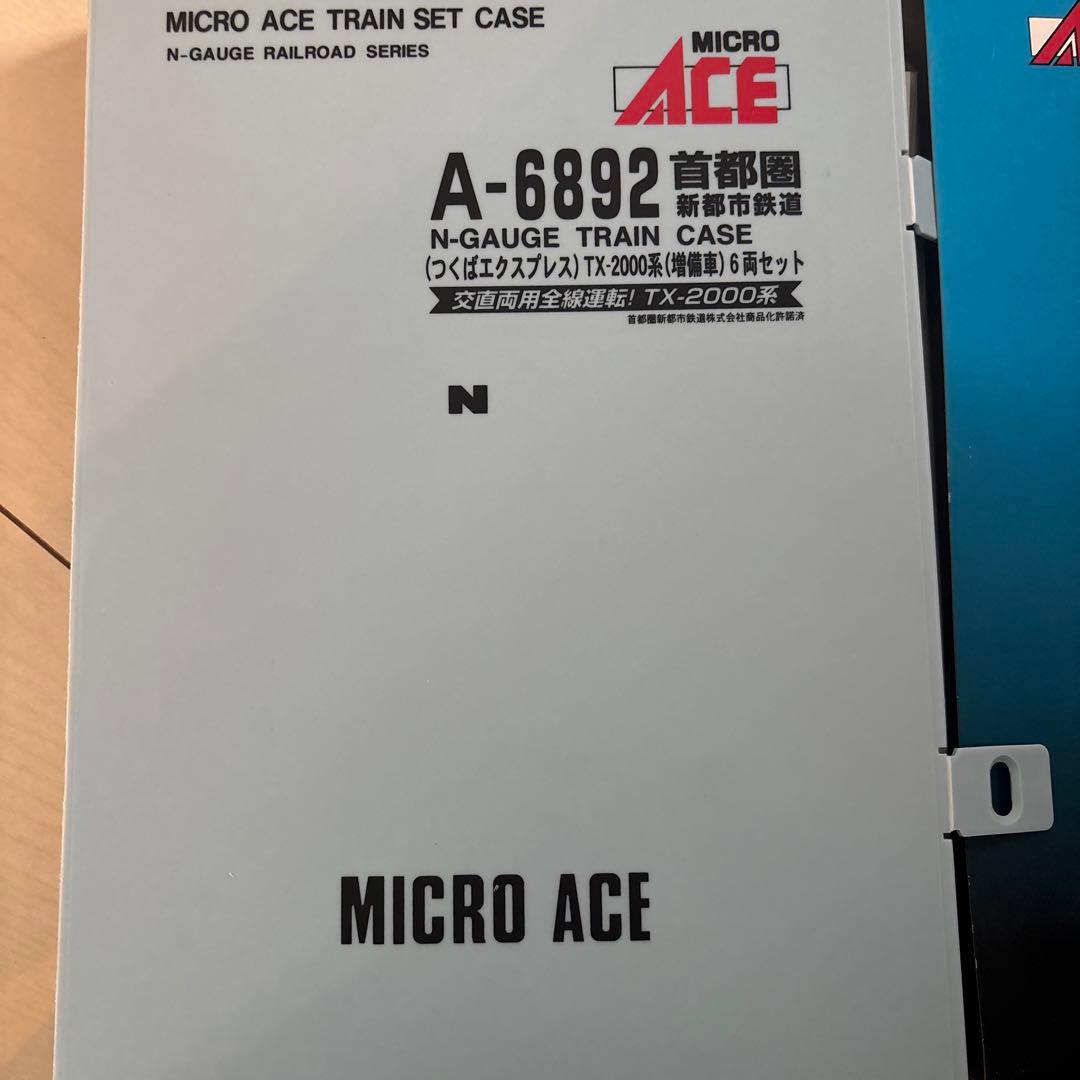 MICRO ACE TRAIN SET CASE
N-GAUGE RAILROAD SERIES
MICRO
ACE
A-6892 首都圏
新都市鉄道
N-GAUGE TRAIN CASE
(つくばエクスプレス) TX-2000系(増備車) 6両セット
交直両用全線運転! TX-2000系
首都圏新都市鉄道株式会社商品化許諾済
N
MICRO ACE